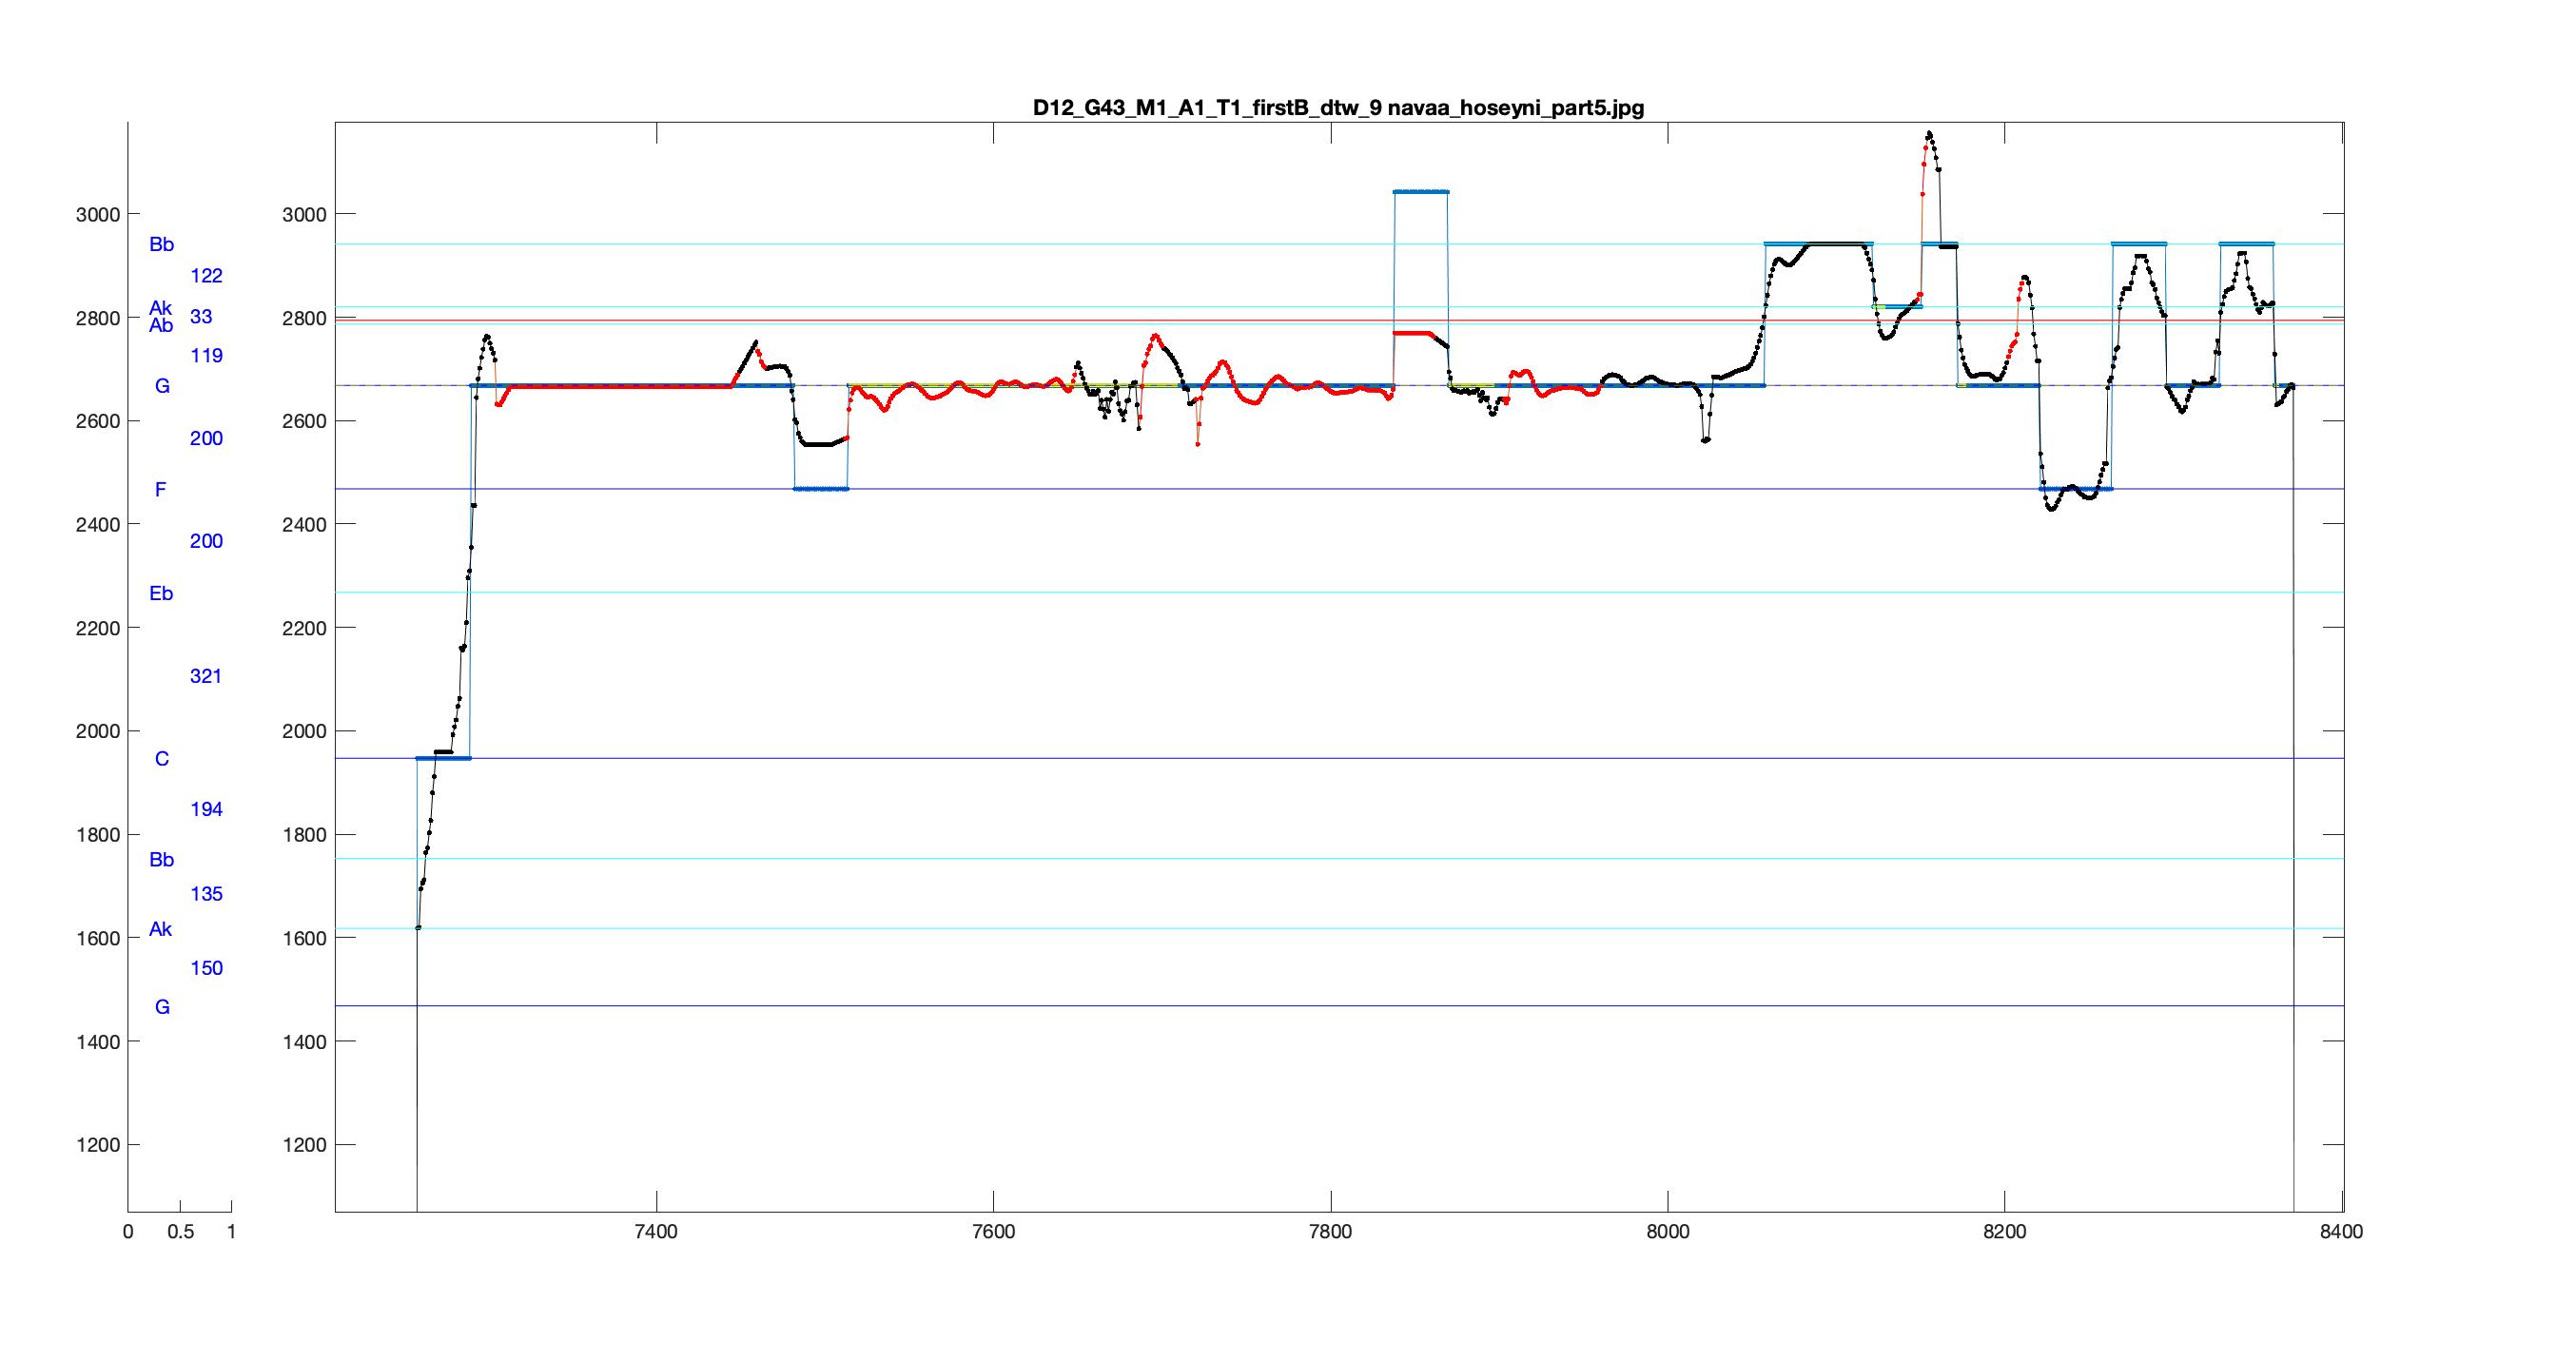 D12_G43_M1_A1_T1_firstB_dtw_9 navaa_hoseyni_part5.jpg
3000 3000
Bb
122
Ak
2800 33 2800
Ab
119
G
2600 2600
200
F
2400 2400
200
Eb
2200 2200
321
2000 2000
C
194
1800 1800
Bb
135
Ak
1600 1600
150
G
1400 1400
1200 1200
0 0.5 1 7400 7600 7800 8000 8200 8400